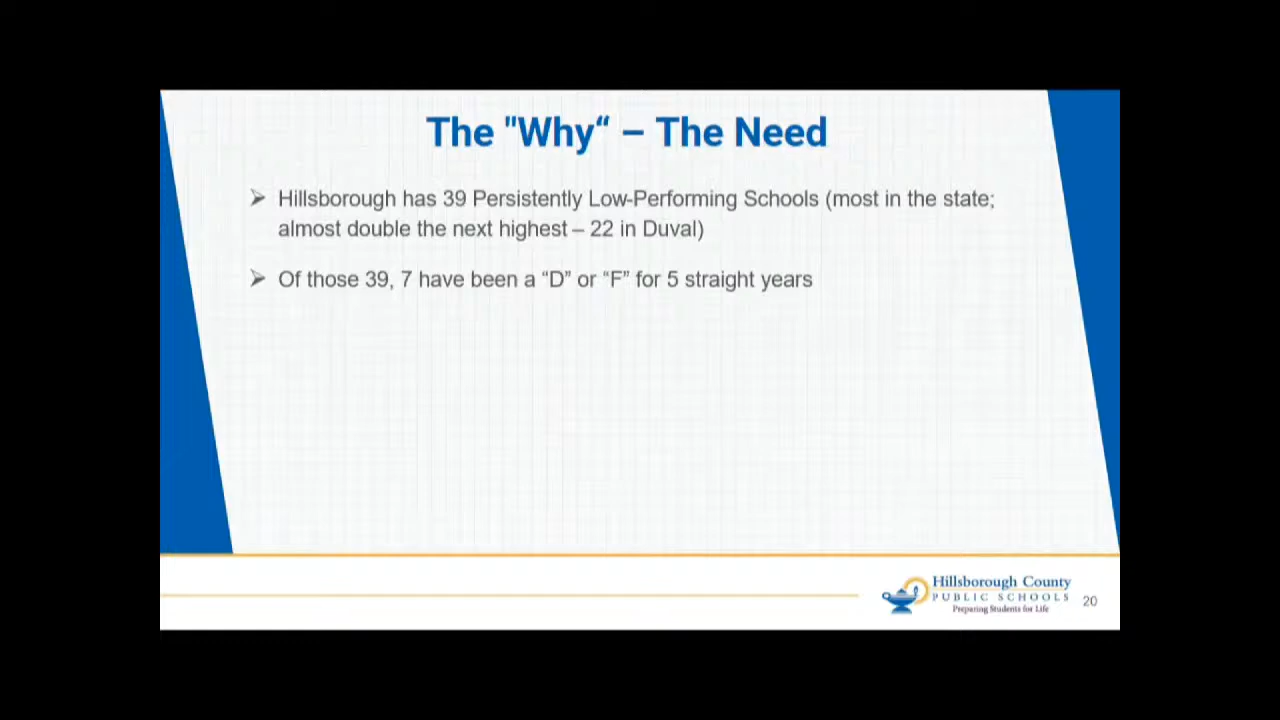 The "Why“ – The Need
➢ Hillsborough has 39 Persistently Low-Performing Schools (most in the state;
almost double the next highest – 22 in Duval)
➢ Of those 39, 7 have been a “D” or “F” for 5 straight years
Hillsborough County
PUBLIC SCHOOLS
Preparing Students for Life
20